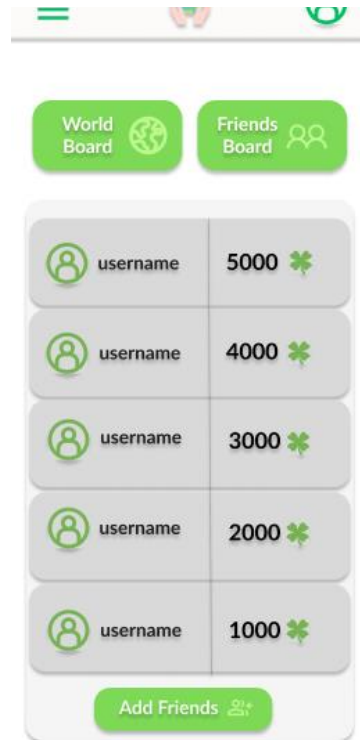 World
Board
Friends
Board
username 5000
username 4000
username 3000
username 2000
username 1000
Add Friends